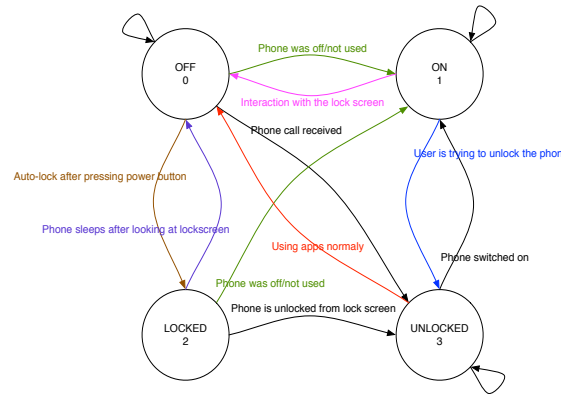 Phone was off/not used
OFF
0
ON
1
Interaction with the lock screen
Phone call received
User is trying to unlock the phon
Auto-lock after pressing power button
Phone sleeps after looking at lockscreen
Using apps normaly
Phone switched on
Phone was off/not used
Phone is unlocked from lock screen
LOCKED
2
UNLOCKED
3